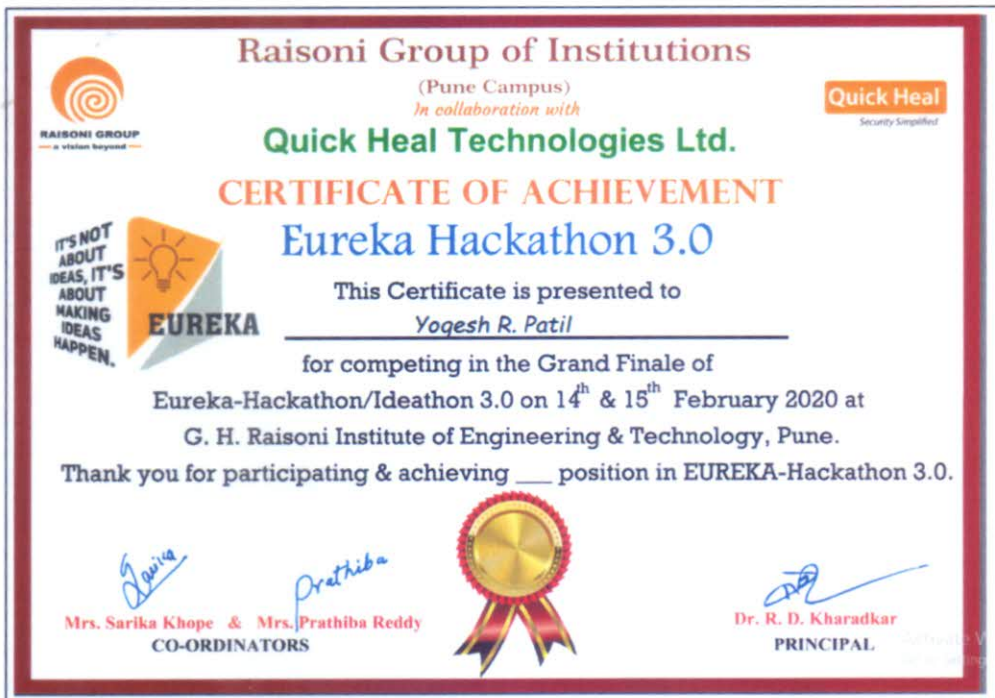 Raisoni Group of Institutions
(Pune Campus)
In collaboration with
Quick Heal Technologies Ltd.
RAISONI GROUP
a vision beyond
Quick Heal
Security Simplified
CERTIFICATE OF ACHIEVEMENT
Eureka Hackathon 3.0
IT'S NOT
ABOUT
IDEAS, IT'S
ABOUT
MAKING
IDEAS
HAPPEN.
EUREKA
This Certificate is presented to
Yogesh R. Patil
for competing in the Grand Finale of
Eureka-Hackathon/Ideathon 3.0 on 14th & 15th February 2020 at
G. H. Raisoni Institute of Engineering & Technology, Pune.
Thank you for participating & achieving ___ position in EUREKA-Hackathon 3.0.
Sarika
Prathiba
Mrs. Sarika Khope & Mrs. Prathiba Reddy
CO-ORDINATORS
Dr. R. D. Kharadkar
PRINCIPAL